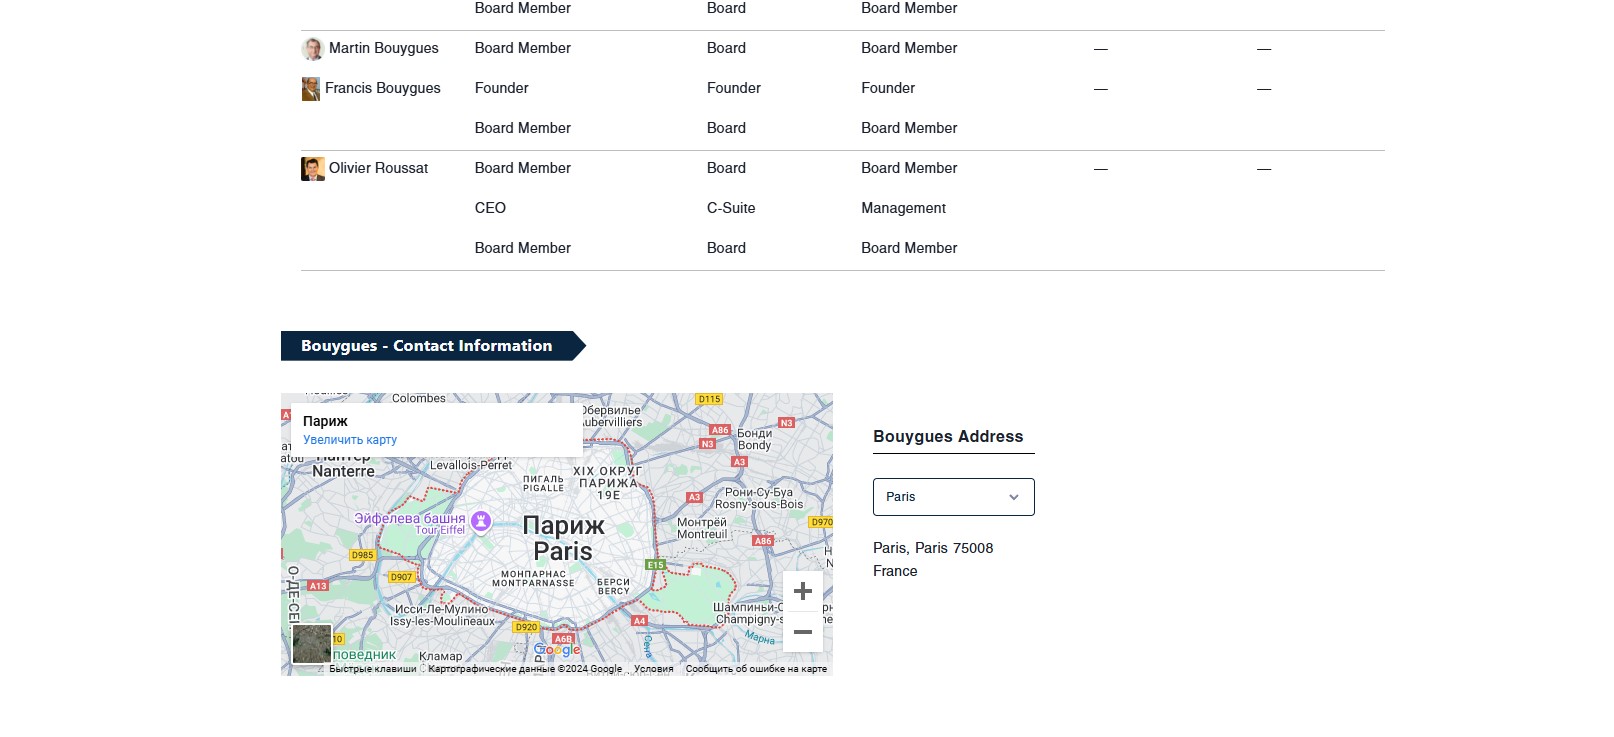 Board Member Board Board Member
Martin Bouygues Board Member Board Board Member — —
Francis Bouygues Founder Founder Founder — —
Board Member Board Board Member
Olivier Roussat Board Member Board Board Member — —
CEO C-Suite Management
Board Member Board Board Member
Bouygues - Contact Information
Colombes
D115
Париж
Увеличить карту
Обервилье
Aubervilliers
A86
N3
N3
Бонди
Bondy
A3
Nanterre
Levallois-Perret
ПИГАЛЬ
PIGALLE
XIX ОКРУГ
ПАРИЖА
19E
A3
Рони-Су-Буа
Rosny-sous-Bois
Эйфелева башня
Tour Eiffel
Париж
Paris
Монтрёй
Montreuil
D970
A86
D985
E15
D907
A13
МОНПАРНАС
MONTPARNASSE
БЕРСИ
BERCY
Исси-Ле-Мулино
Issy-les-Moulineaux
Champigny-s
D920
A4
A6B
Сена
Марна
Google
Кламар
Быстрые клавиши Картографические данные ©2024 Google Условия Сообщить об ошибке на карте
Bouygues Address
Paris
Paris, Paris 75008
France